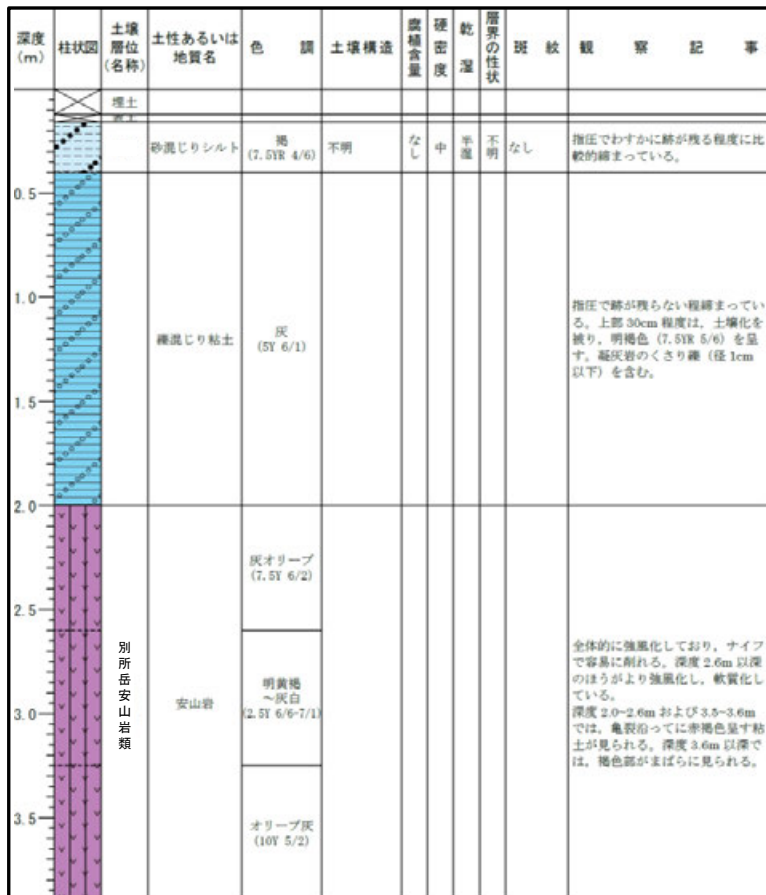 深度
(m)
柱状図
土壌
層位
(名称)
土性あるいは
地質名
色 調
土壌構造
腐植含量
硬密度
乾湿
層界の性状
斑 紋
観 察 記 事
埋土
表土
砂混じりシルト
褐
(7.5YR 4/6)
不明
なし
中
半湿
不明
なし
指圧でわずかに跡が残る程度に比
較的締まっている。
0.5
1.0
1.5
2.0
2.5
3.0
3.5
礫混じり粘土
灰
(5Y 6/1)
指圧で跡が残らない程締まってい
る。上部 30cm 程度は，土壌化を
被り，明褐色 (7.5YR 5/6) を呈
す。凝灰岩のくさり礫（径 1cm
以下）を含む。
別所岳安山岩類
安山岩
灰オリーブ
(7.5Y 6/2)
明黄褐
～灰白
(2.5Y 6/6-7/1)
オリーブ灰
(10Y 5/2)
全体的に強風化しており，ナイフ
で容易に削れる。深度 2.6m 以深
のほうがより強風化し，軟質化し
ている。
深度 2.0~2.6m および 3.5~3.6m
では，亀裂沿ってに赤褐色呈す粘
土が見られる。深度 3.6m 以深で
は，褐色部がまばらに見られる。